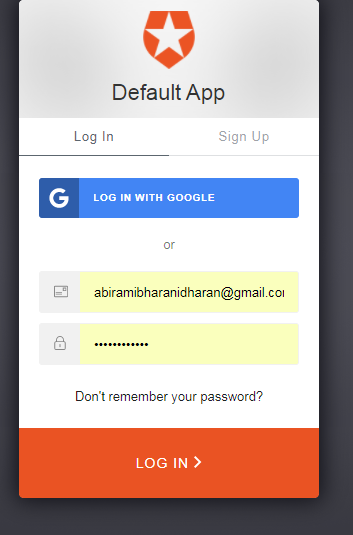 Default App
Log In
Sign Up
LOG IN WITH GOOGLE
or
abiramibharanidharan@gmail.co
••••••••••••
Don't remember your password?
LOG IN